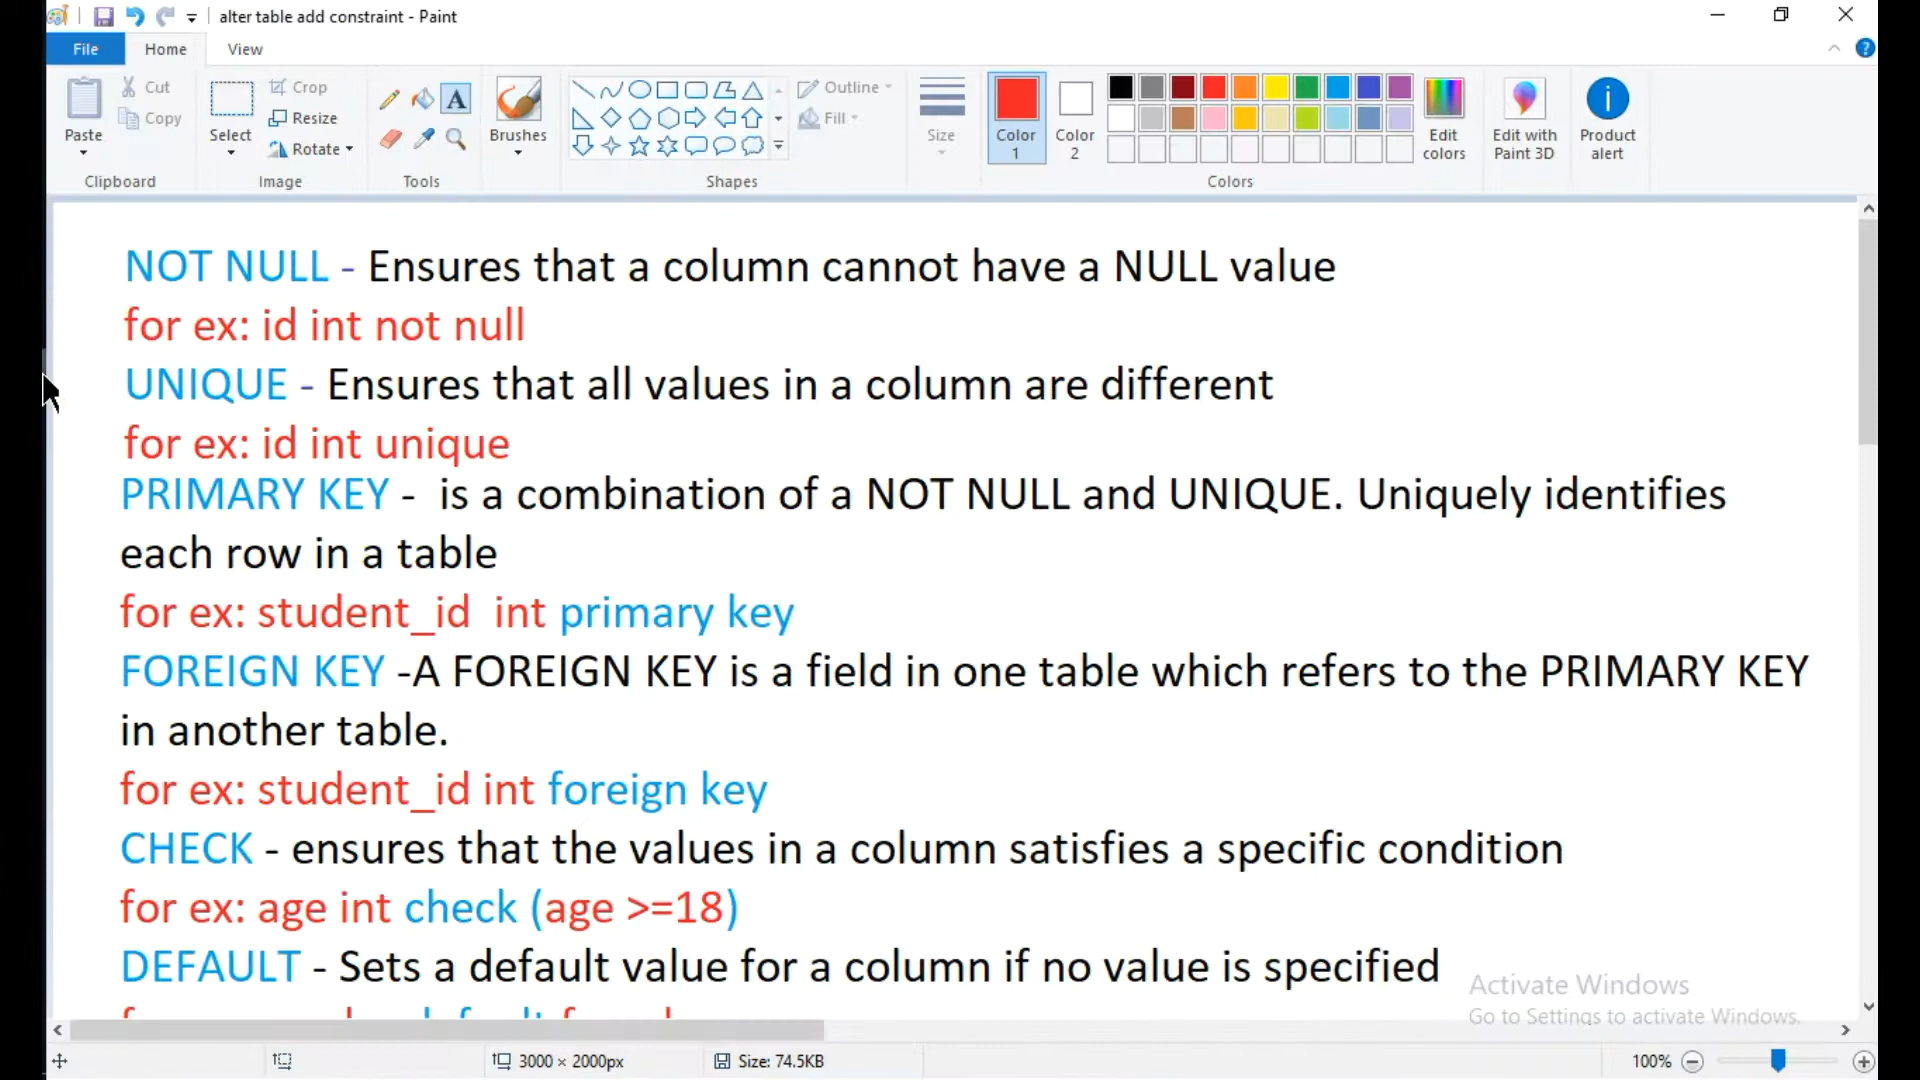 alter table add constraint - Paint
File Home View
Paste
Cut
Copy
Clipboard
Select
Crop
Resize
Rotate
Image
A
Tools
Brushes
Shapes
Outline
Fill
Size
Color 1
Color 2
Edit colors
Colors
Edit with Paint 3D
Product alert
NOT NULL - Ensures that a column cannot have a NULL value
for ex: id int not null
UNIQUE - Ensures that all values in a column are different
for ex: id int unique
PRIMARY KEY -  is a combination of a NOT NULL and UNIQUE. Uniquely identifies
each row in a table
for ex: student_id  int primary key
FOREIGN KEY -A FOREIGN KEY is a field in one table which refers to the PRIMARY KEY
in another table.
for ex: student_id int foreign key
CHECK - ensures that the values in a column satisfies a specific condition
for ex: age int check (age >=18)
DEFAULT - Sets a default value for a column if no value is specified
Activate Windows
Go to Settings to activate Windows.
3000 × 2000px
Size: 74.5KB
100%